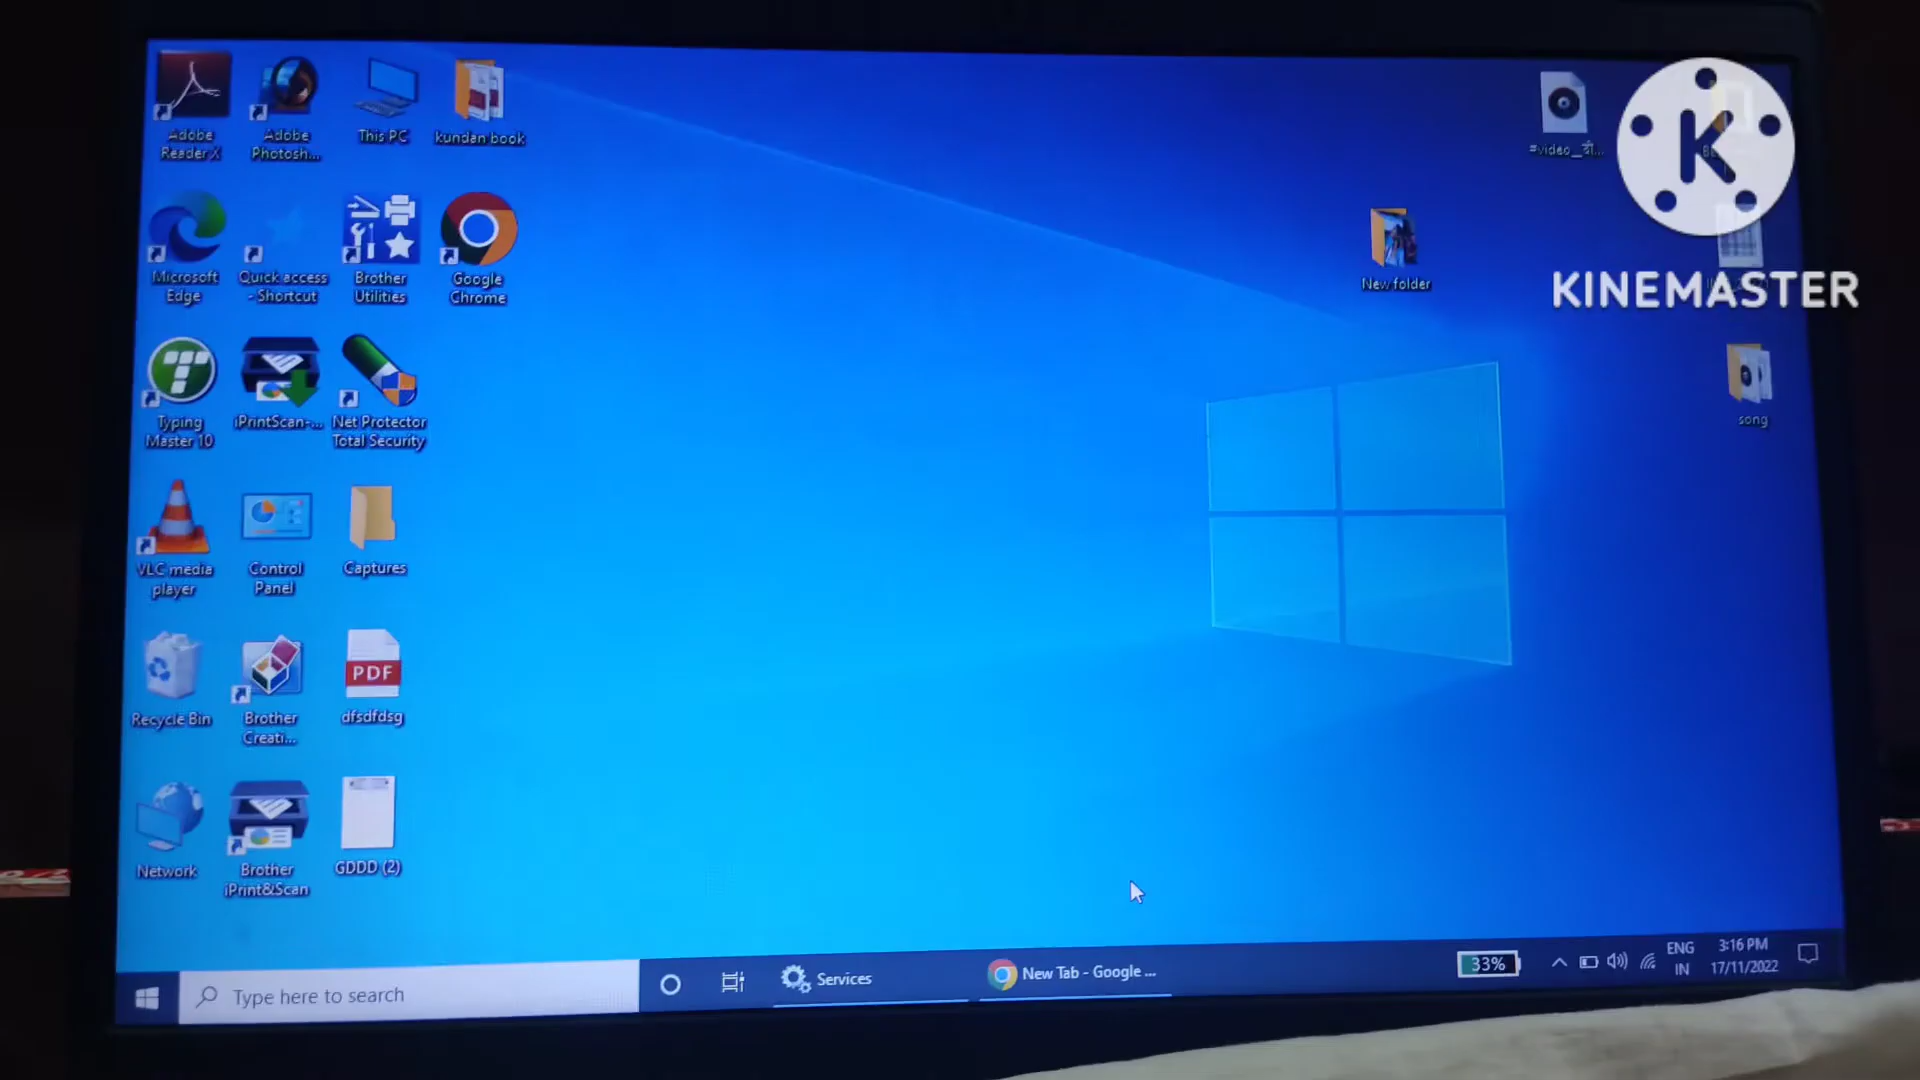 Adobe
Reader X
Adobe
Photosh...
This PC
kundan book
Microsoft
Edge
Quick access
- Shortcut
Brother
Utilities
Google
Chrome
Typing
Master 10
iPrintScan-...
Net Protector
Total Security
VLC media
player
Control
Panel
Captures
Recycle Bin
Brother
Creati...
PDF
dfsdfdsg
Network
Brother
iPrint&Scan
GDDD (2)
New folder
K
KINEMASTER
song
Type here to search
Services
New Tab - Google ...
33%
ENG
IN
3:16 PM
17/11/2022